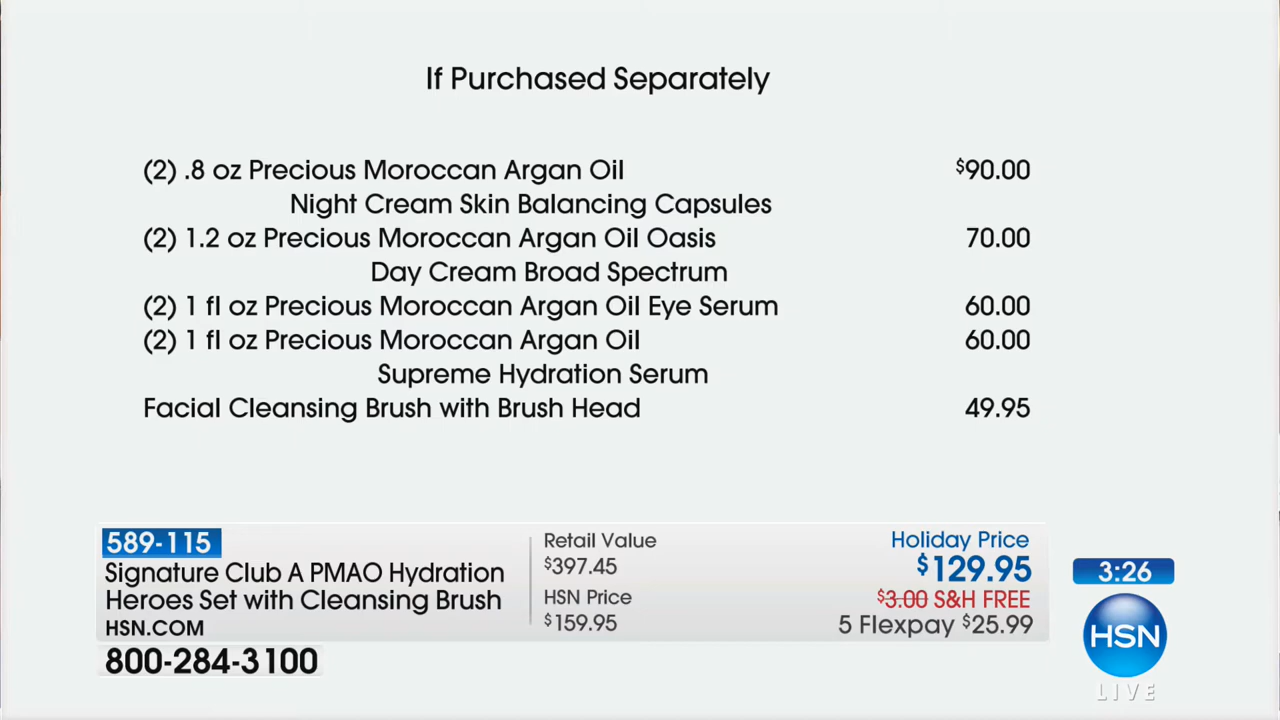 If Purchased Separately
(2) .8 oz Precious Moroccan Argan Oil $90.00
Night Cream Skin Balancing Capsules
(2) 1.2 oz Precious Moroccan Argan Oil Oasis 70.00
Day Cream Broad Spectrum
(2) 1 fl oz Precious Moroccan Argan Oil Eye Serum 60.00
(2) 1 fl oz Precious Moroccan Argan Oil 60.00
Supreme Hydration Serum
Facial Cleansing Brush with Brush Head 49.95
589-115
Signature Club A PMAO Hydration
Heroes Set with Cleansing Brush
HSN.COM
800-284-3100
Retail Value
$397.45
HSN Price
$159.95
Holiday Price
$129.95
$3.00 S&H FREE
5 Flexpay $25.99
3:26
HSN
LIVE